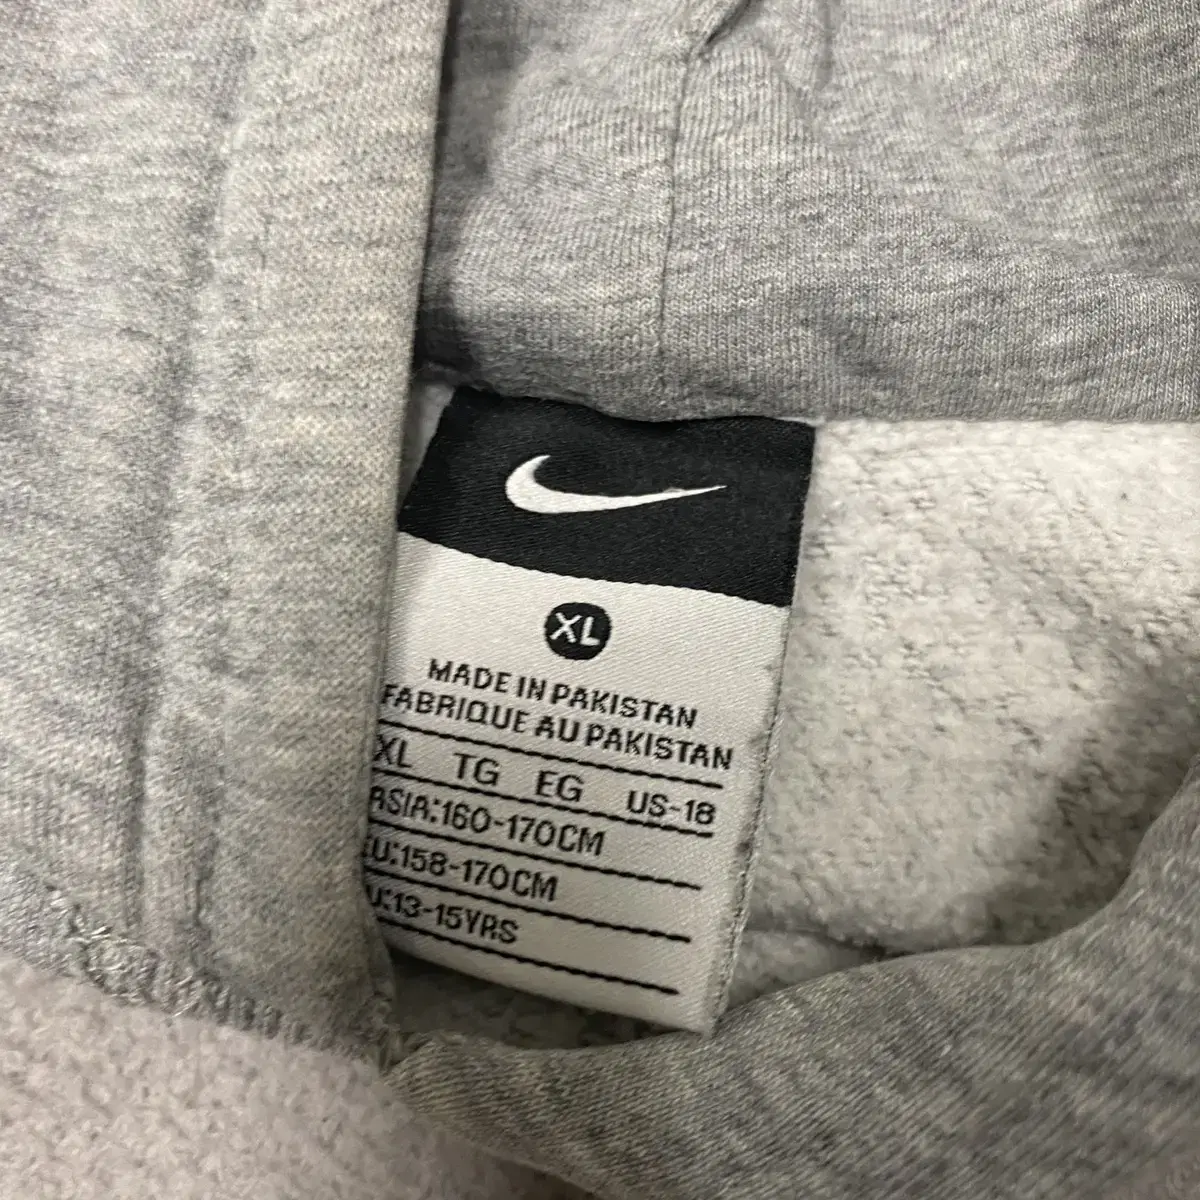 XL
MADE IN PAKISTAN
FABRIQUE AU PAKISTAN
XL TG EG US-18
ASIA:160-170CM
EU:158-170CM
13-15YRS